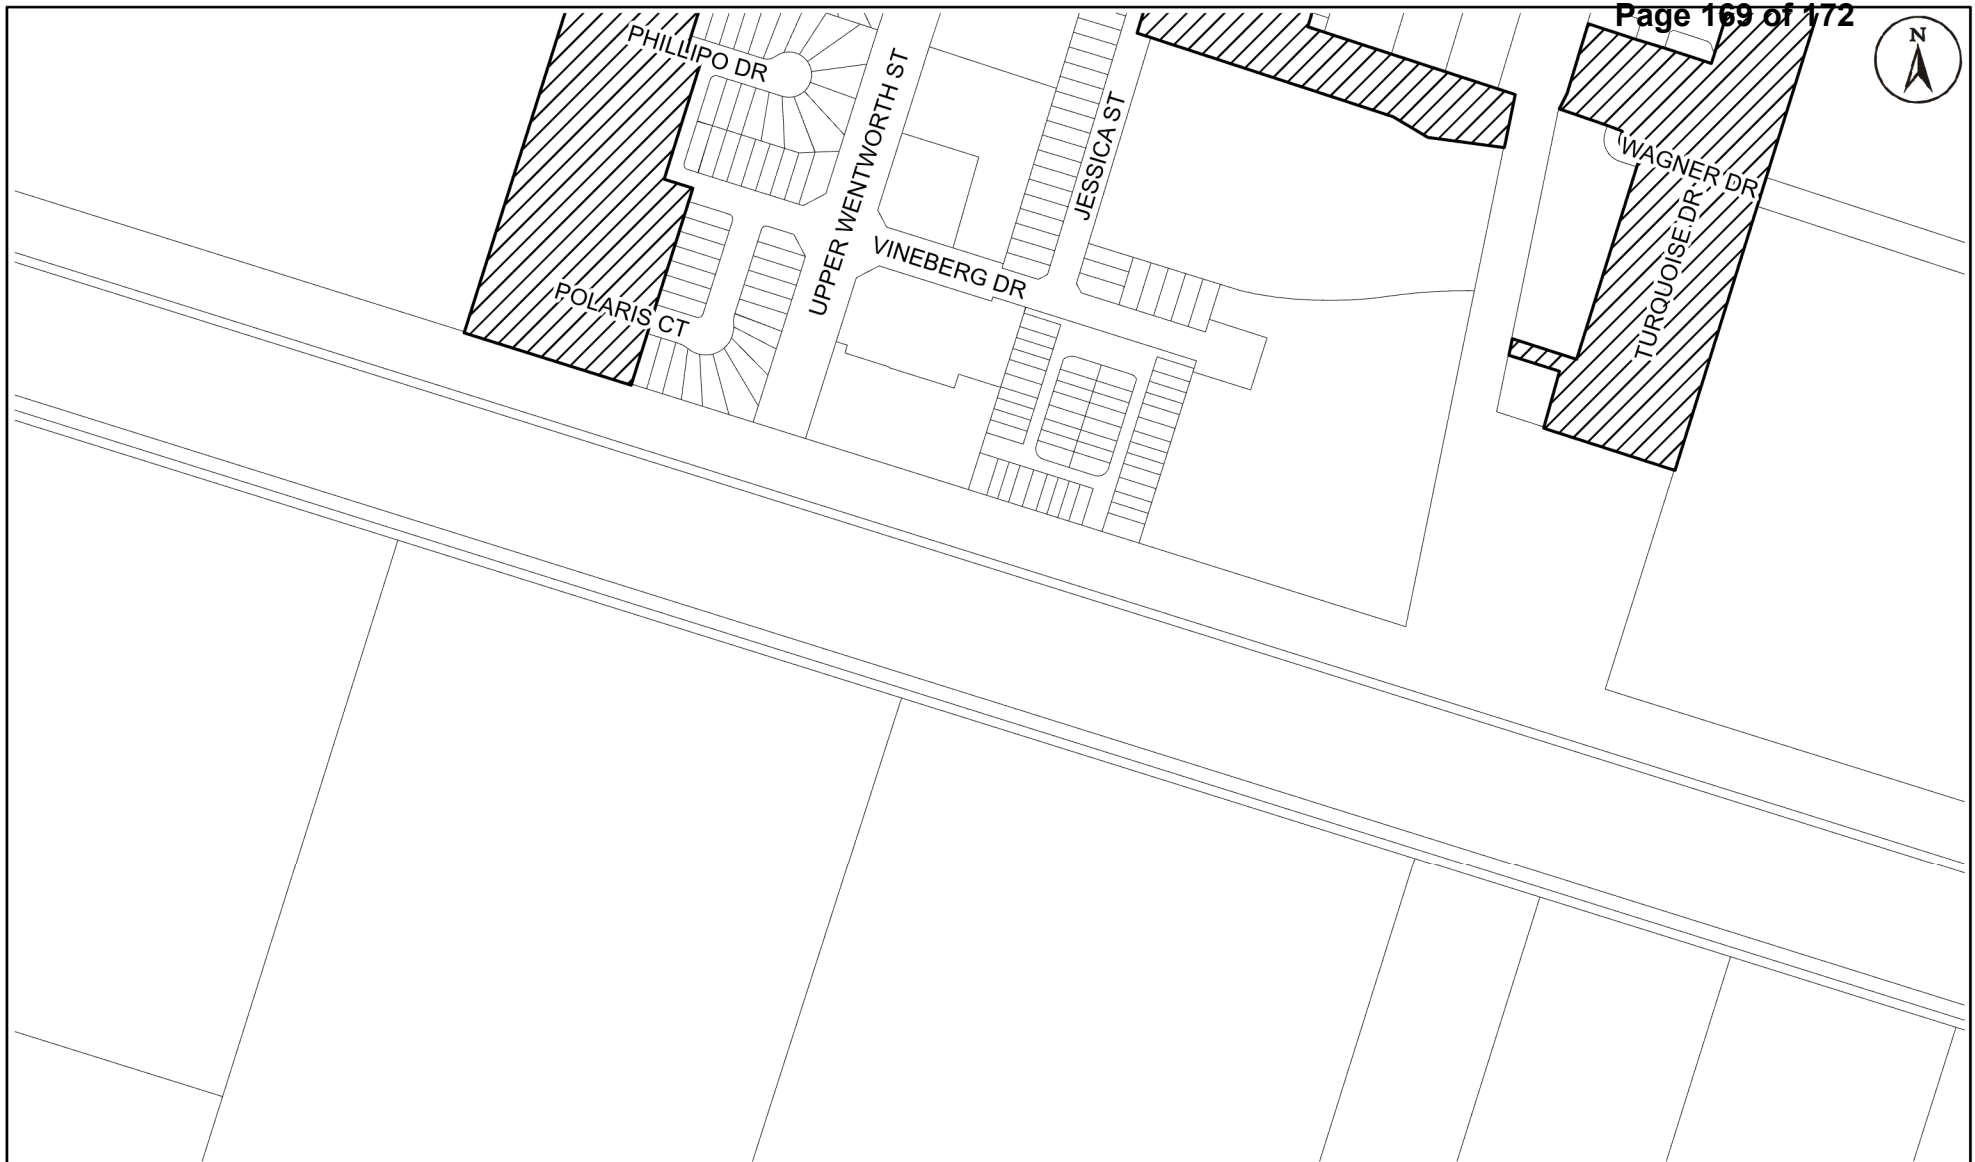 Page 169 of 172
N
PHILLIPO DR
UPPER WENTWORTH ST
JESSICA ST
WAGNER DR
TURQUOISE DR
VINEBERG DR
POLARIS CT